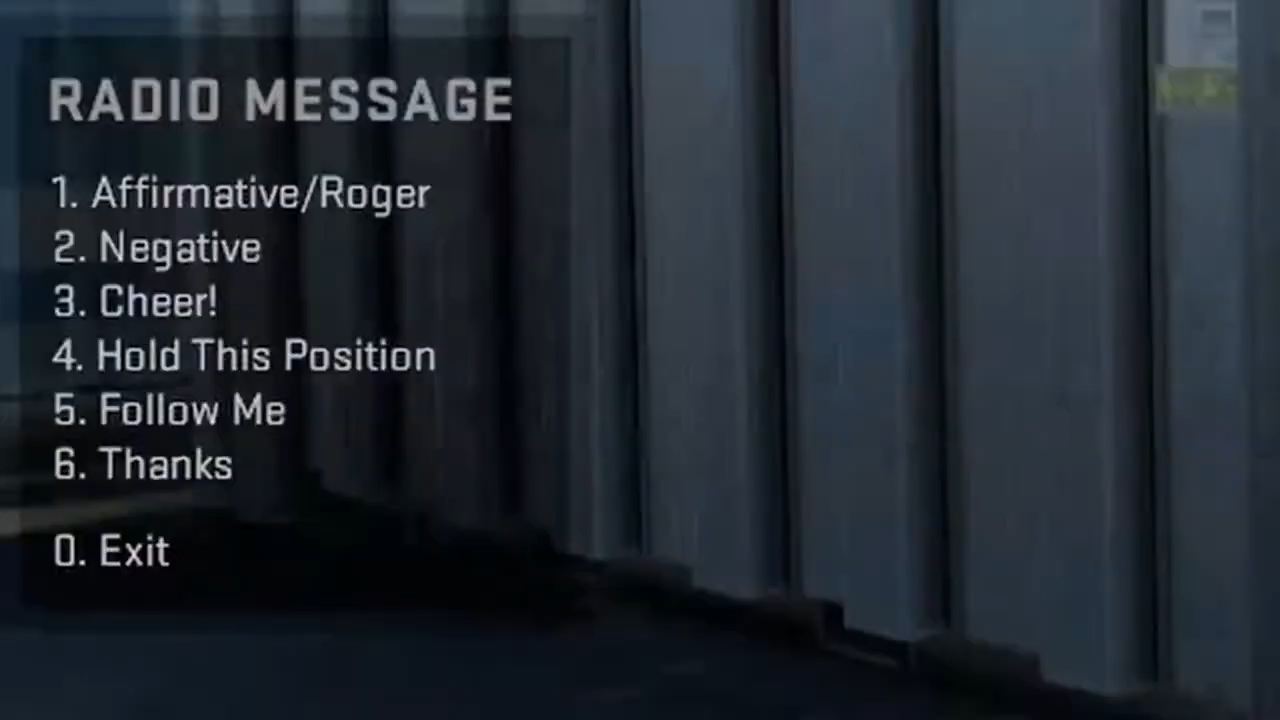 RADIO MESSAGE
1. Affirmative/Roger
2. Negative
3. Cheer!
4. Hold This Position
5. Follow Me
6. Thanks
0. Exit